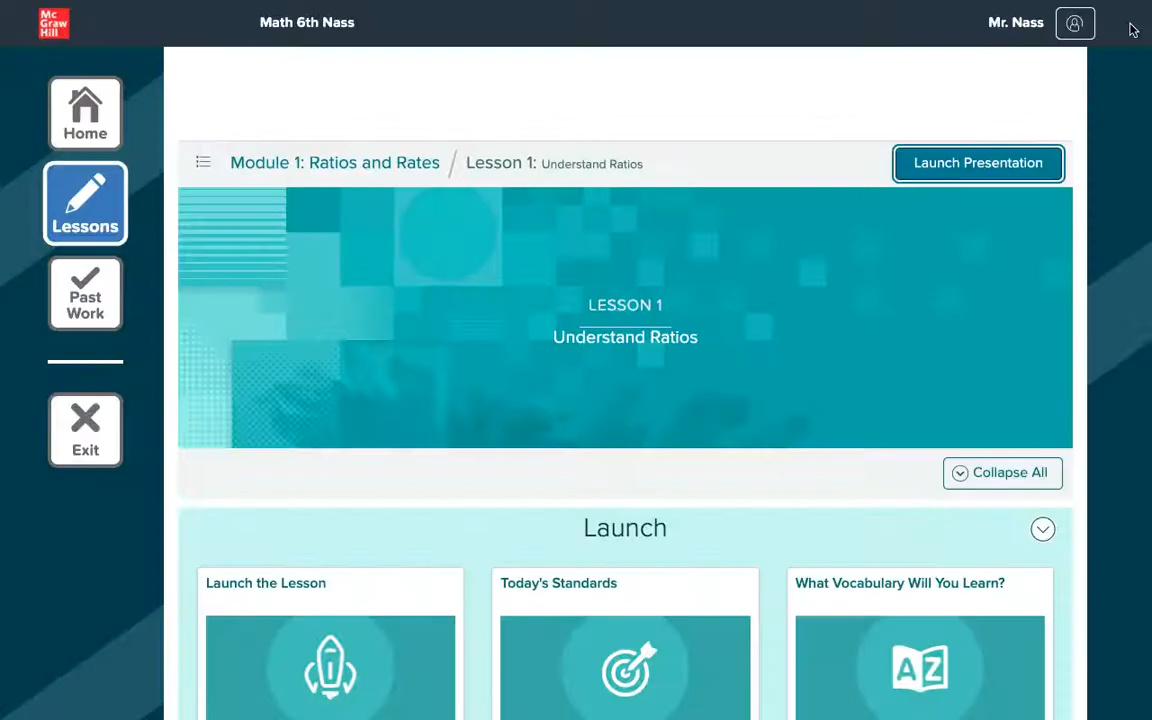 Mc
Graw
Hill
Math 6th Nass
Mr. Nass
Home
Lessons
Past
Work
Exit
Module 1: Ratios and Rates / Lesson 1: Understand Ratios
Launch Presentation
LESSON 1
Understand Ratios
Collapse All
Launch
Launch the Lesson
Today's Standards
What Vocabulary Will You Learn?
A Z